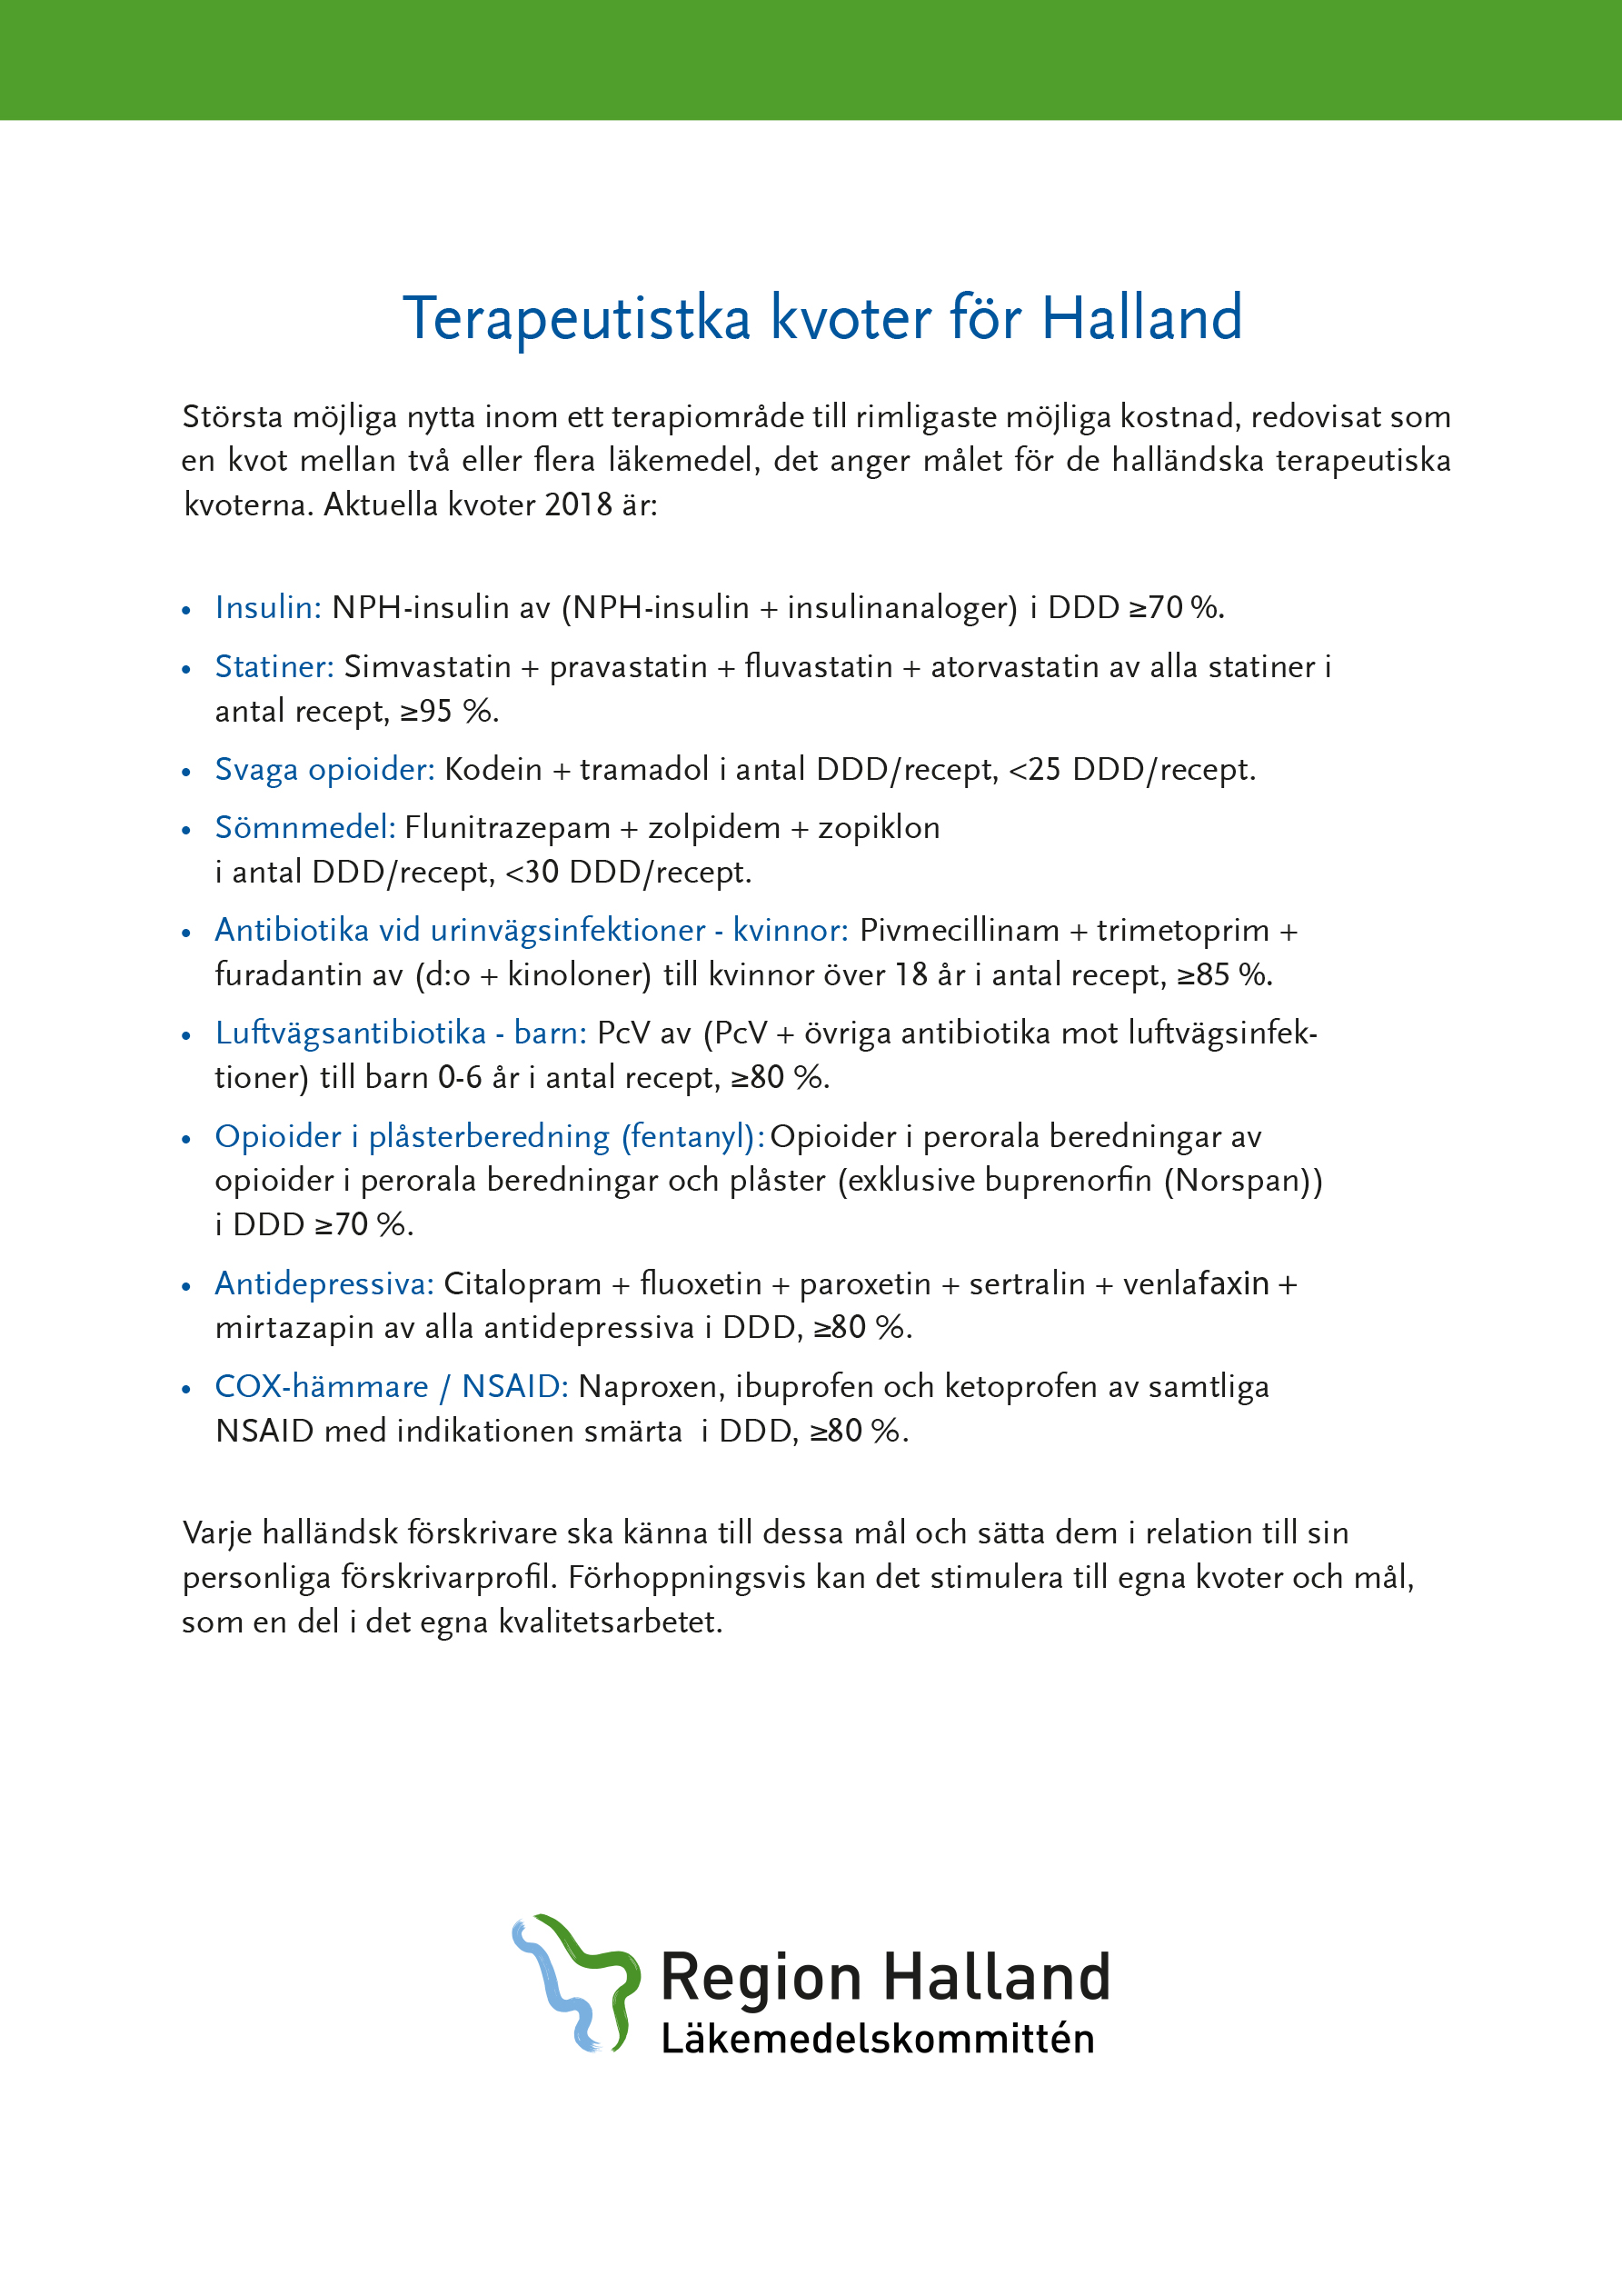 Terapeutistka kvoter för Halland
Största möjliga nytta inom ett terapiområde till rimligaste möjliga kostnad, redovisat som
en kvot mellan två eller flera läkemedel, det anger målet för de halländska terapeutiska
kvoterna. Aktuella kvoter 2018 är:
• Insulin: NPH-insulin av (NPH-insulin + insulinanaloger) i DDD ≥70 %.
• Statiner: Simvastatin + pravastatin + fluvastatin + atorvastatin av alla statiner i
antal recept, ≥95 %.
• Svaga opioider: Kodein + tramadol i antal DDD/recept, <25 DDD/recept.
• Sömnmedel: Flunitrazepam + zolpidem + zopiklon
i antal DDD/recept, <30 DDD/recept.
• Antibiotika vid urinvägsinfektioner - kvinnor: Pivmecillinam + trimetoprim +
furadantin av (d:o + kinoloner) till kvinnor över 18 år i antal recept, ≥85 %.
• Luftvägsantibiotika - barn: PcV av (PcV + övriga antibiotika mot luftvägsinfek-
tioner) till barn 0-6 år i antal recept, ≥80 %.
• Opioider i plåsterberedning (fentanyl): Opioider i perorala beredningar av
opioider i perorala beredningar och plåster (exklusive buprenorfin (Norspan))
i DDD ≥70 %.
• Antidepressiva: Citalopram + fluoxetin + paroxetin + sertralin + venlafaxin +
mirtazapin av alla antidepressiva i DDD, ≥80 %.
• COX-hämmare / NSAID: Naproxen, ibuprofen och ketoprofen av samtliga
NSAID med indikationen smärta i DDD, ≥80 %.
Varje halländsk förskrivare ska känna till dessa mål och sätta dem i relation till sin
personliga förskrivarprofil. Förhoppningsvis kan det stimulera till egna kvoter och mål,
som en del i det egna kvalitetsarbetet.
Region Halland
Läkemedelskommittén